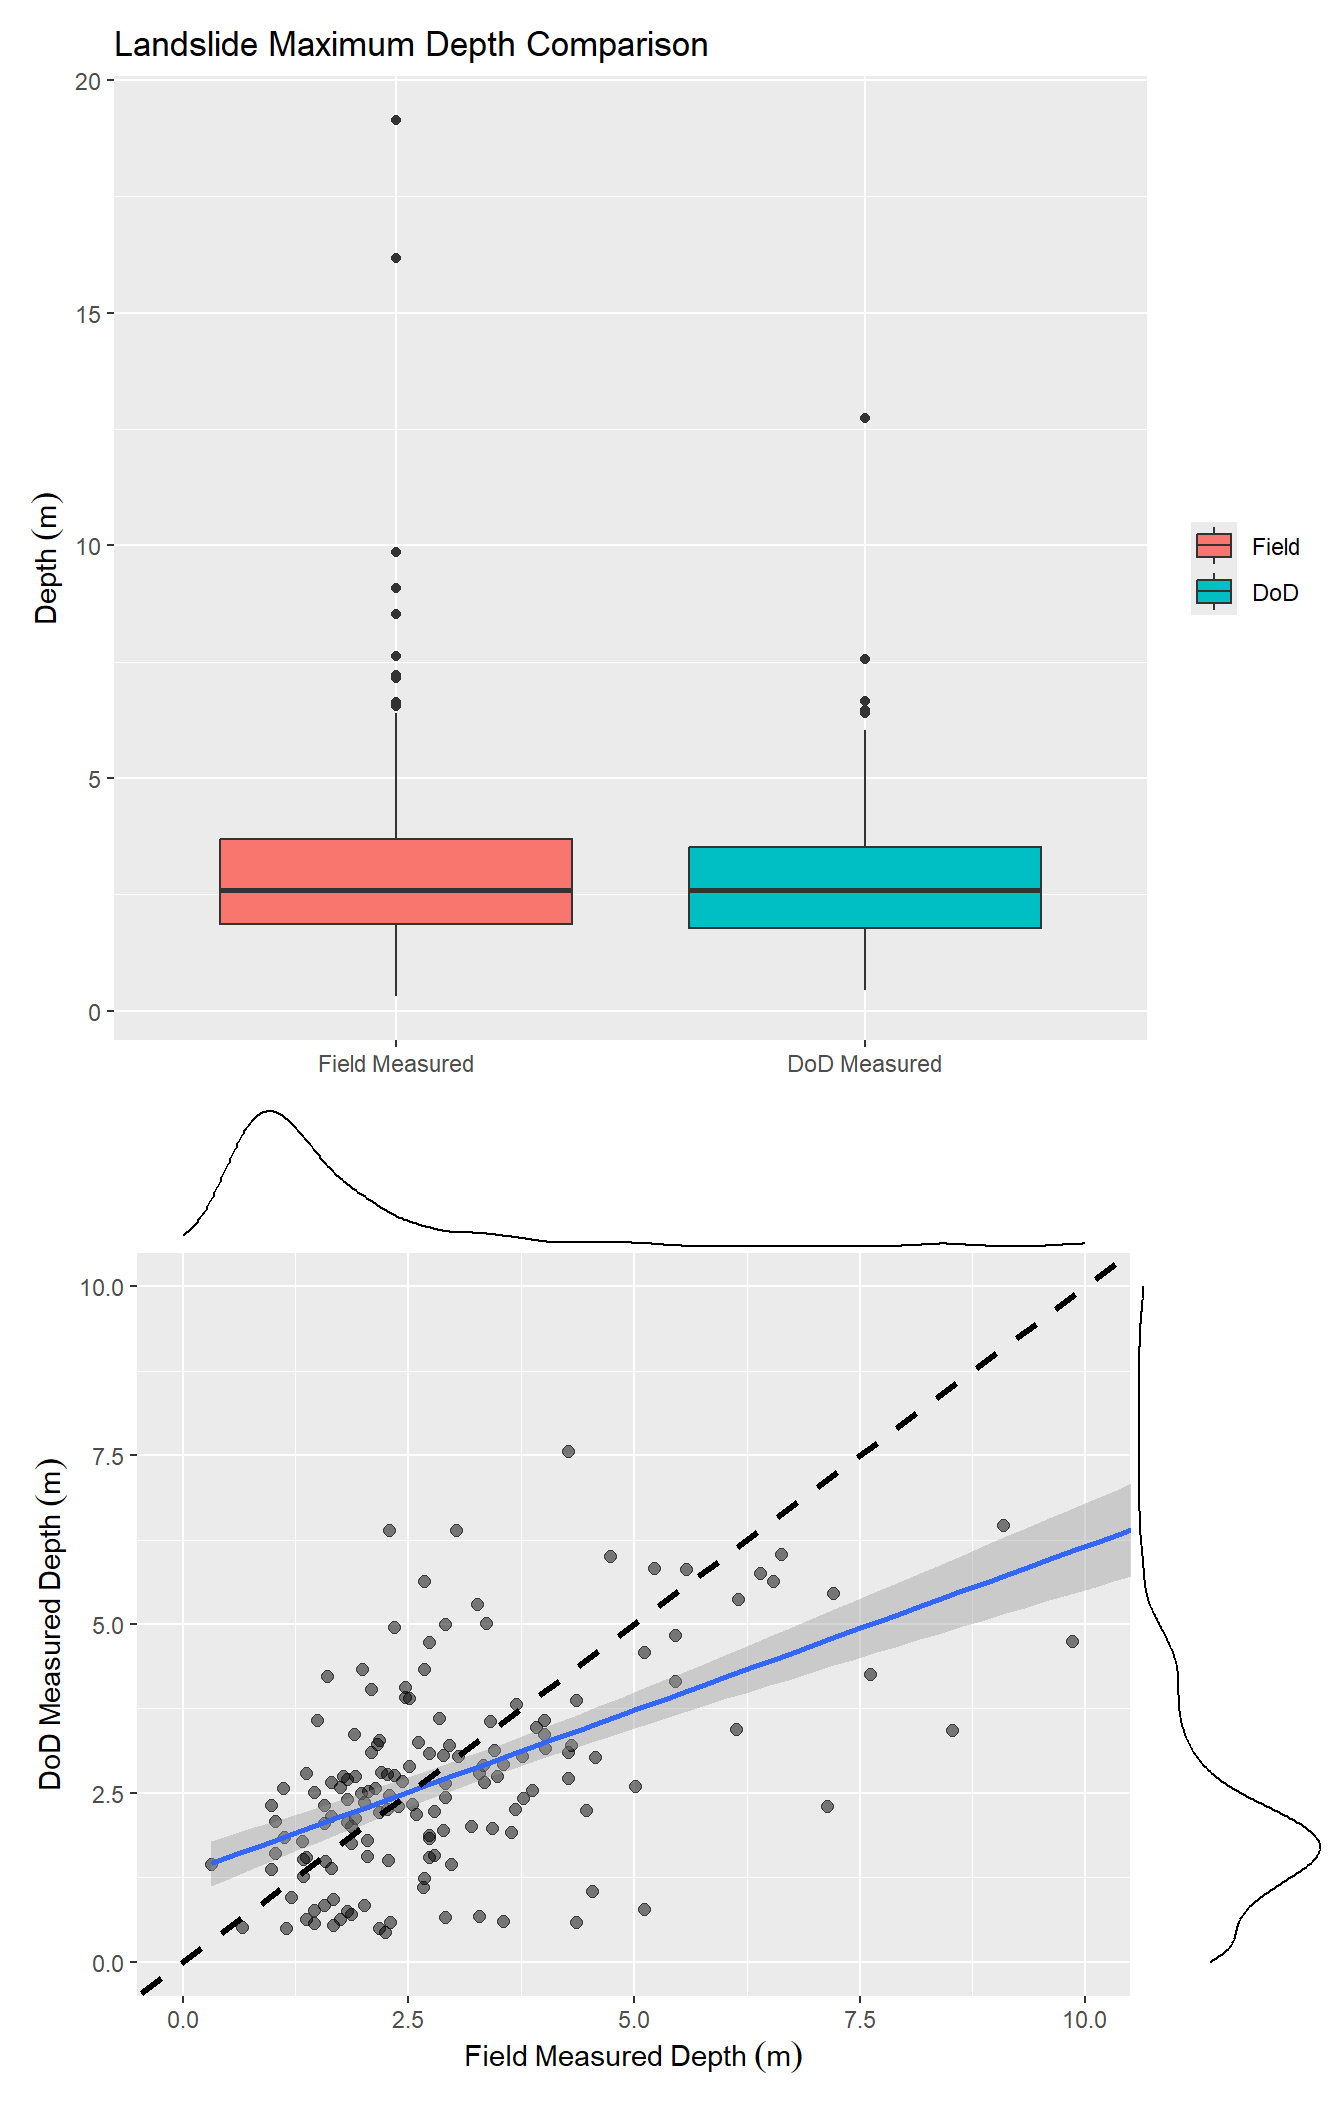 Landslide Maximum Depth Comparison
20
15
10
5
0
Depth (m)
Field Measured
DoD Measured
Field
DoD
10.0
7.5
5.0
2.5
0.0
DoD Measured Depth (m)
0.0
2.5
5.0
7.5
10.0
Field Measured Depth (m)